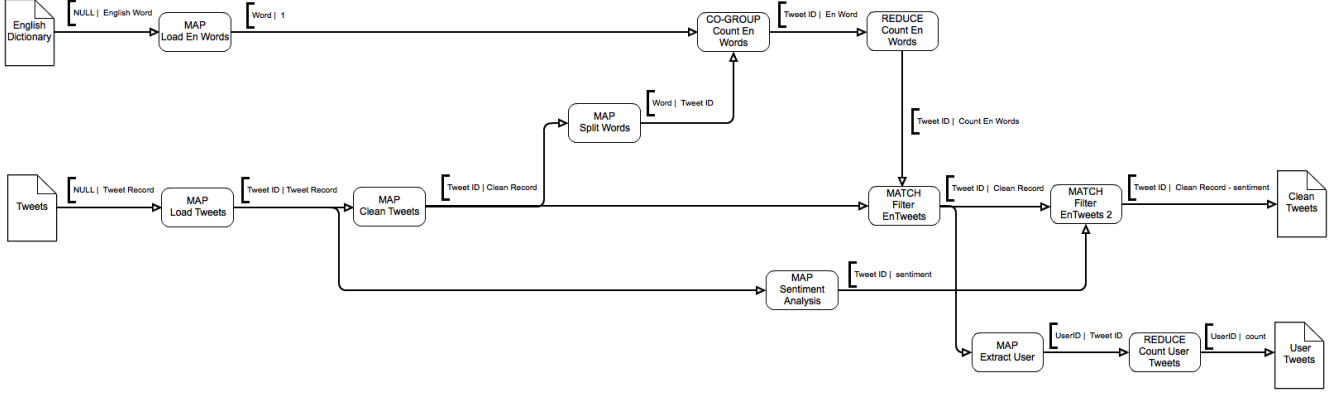 English
Dictionary
NULL | English Word
MAP
Load En Words
Word | 1
CO-GROUP
Count En
Words
Tweet ID | En Word
REDUCE
Count En
Words
MAP
Split Words
Word | Tweet ID
Tweet ID | Count En Words
Tweets
NULL | Tweet Record
MAP
Load Tweets
Tweet ID | Tweet Record
MAP
Clean Tweets
Tweet ID | Clean Record
MATCH
Filter
EnTweets
Tweet ID | Clean Record
MATCH
Filter
EnTweets 2
Tweet ID | Clean Record - sentiment
Clean
Tweets
MAP
Sentiment
Analysis
Tweet ID | sentiment
MAP
Extract User
UserID | Tweet ID
REDUCE
Count User
Tweets
UserID | count
User
Tweets